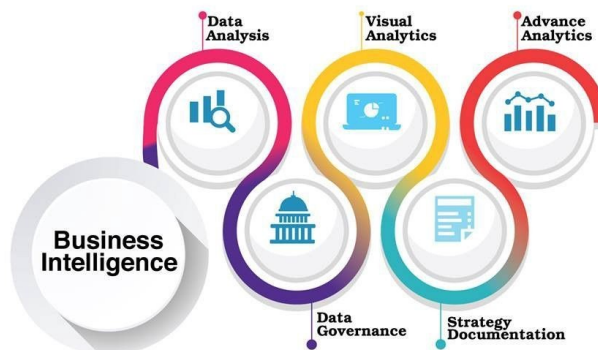 Data
Analysis
Visual
Analytics
Advance
Analytics
Business
Intelligence
Data
Governance
Strategy
Documentation